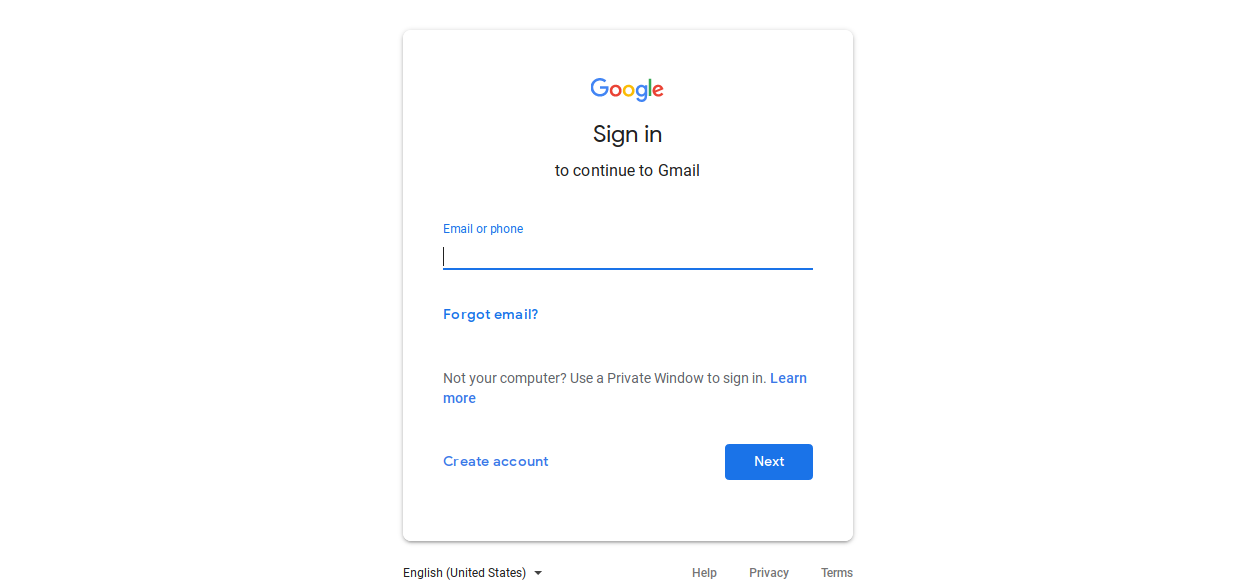 Google
Sign in
to continue to Gmail
Email or phone
Forgot email?
Not your computer? Use a Private Window to sign in. Learn
more
Create account
Next
English (United States)
Help
Privacy
Terms